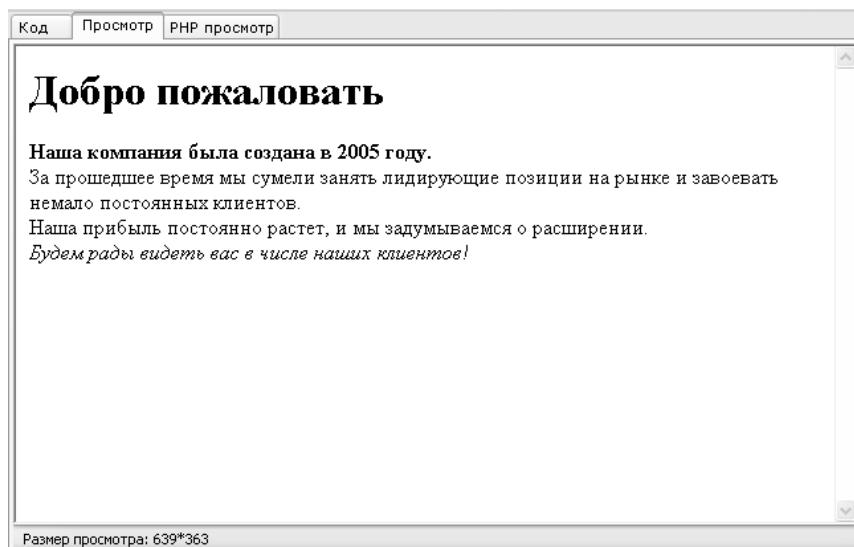 Код Просмотр PHP просмотр
Добро пожаловать
Наша компания была создана в 2005 году.
За прошедшее время мы сумели занять лидирующие позиции на рынке и завоевать
немало постоянных клиентов.
Наша прибыль постоянно растет, и мы задумываемся о расширении.
Будем рады видеть вас в числе наших клиентов!
Размер просмотра: 639*363